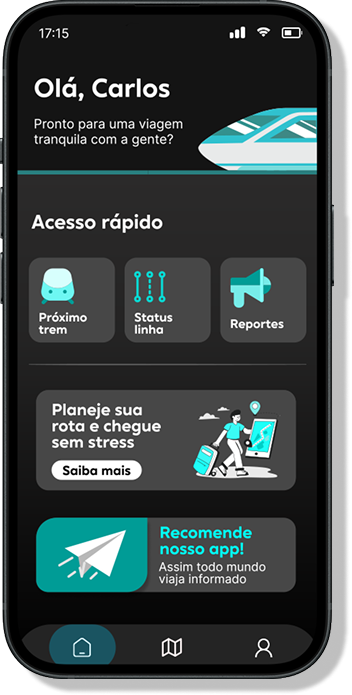 17:15
Olá, Carlos
Pronto para uma viagem
tranquila com a gente?
Acesso rápido
Próximo
trem
Status
linha
Reportes
Planeje sua
rota e chegue
sem stress
Saiba mais
Recomende
nosso app!
Assim todo mundo
viaja informado